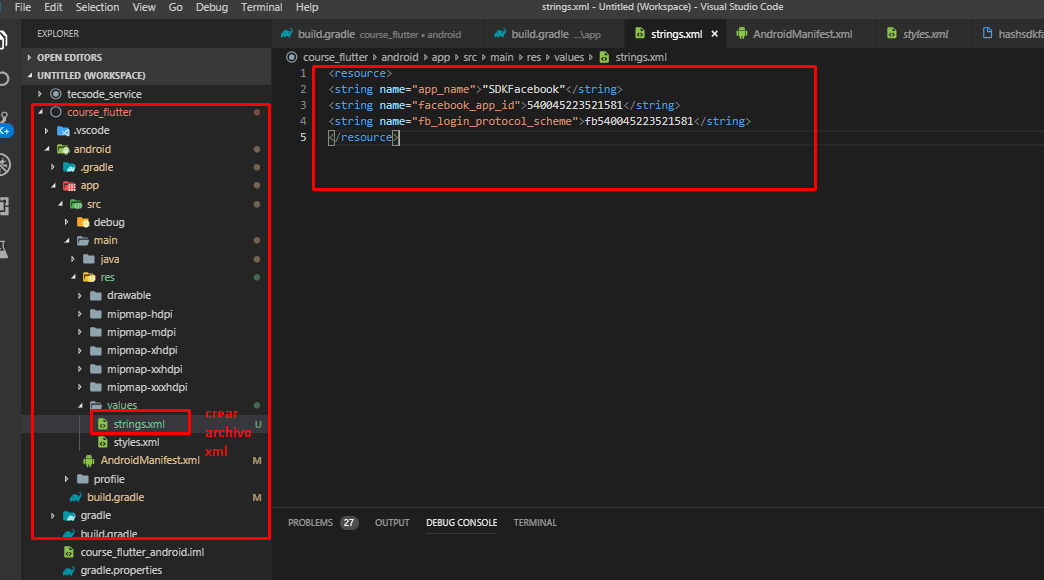 File Edit Selection View Go Debug Terminal Help
strings.xml - Untitled (Workspace) - Visual Studio Code
EXPLORER
OPEN EDITORS
UNTITLED (WORKSPACE)
tecsode_service
course_flutter
.vscode
android
.gradle
app
src
debug
main
java
res
drawable
mipmap-hdpi
mipmap-mdpi
mipmap-xhdpi
mipmap-xxhdpi
mipmap-xxxhdpi
values
strings.xml U
styles.xml
AndroidManifest.xml M
profile
build.gradle M
gradle
build.gradle
course_flutter_android.iml
gradle.properties
K+
crear
archivo
xml
build.gradle course_flutter • android
build.gradle ...\app
strings.xml ×
AndroidManifest.xml
styles.xml
hashsdkfa
course_flutter android app src main res values strings.xml
1 <resource>
2 <string name="app_name">"SDKFacebook"</string>
3 <string name="facebook_app_id">540045223521581</string>
4 <string name="fb_login_protocol_scheme">fb540045223521581</string>
5 </resource>
PROBLEMS 27 OUTPUT DEBUG CONSOLE TERMINAL